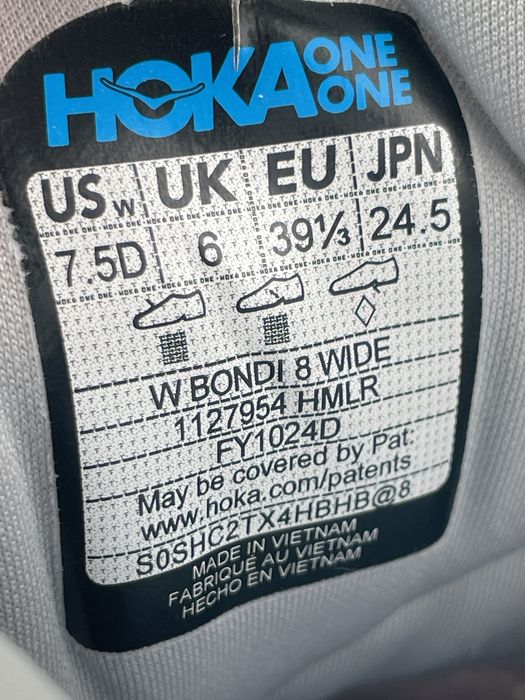 HOKA ONE ONE
US W UK EU JPN
7.5D 6 39⅓ 24.5
W BONDI 8 WIDE
1127954 HMLR
FY1024D
May be covered by Pat:
www.hoka.com/patents
S0SHC2TX4HBHB@8
MADE IN VIETNAM
FABRIQUÉ AU VIETNAM
HECHO EN VIETNAM